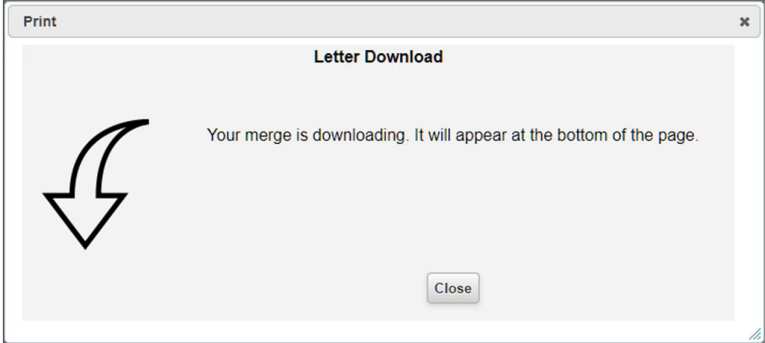 Print
Letter Download
Your merge is downloading. It will appear at the bottom of the page.
Close